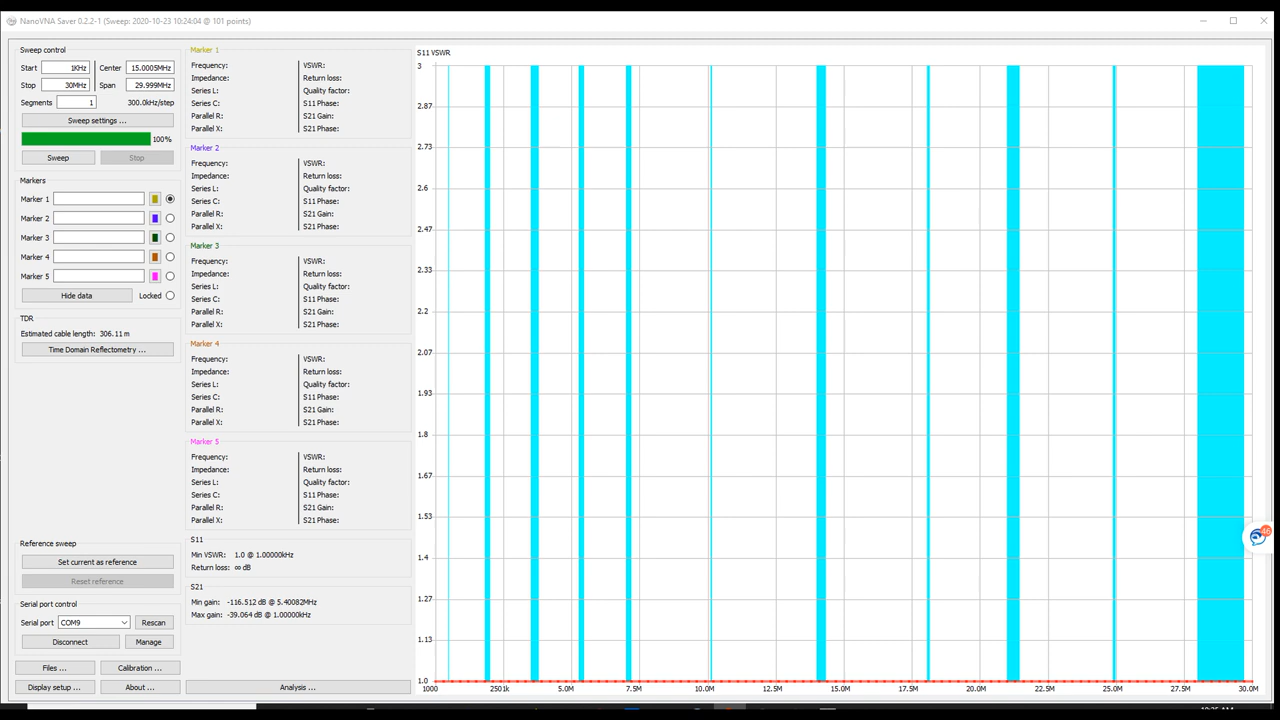 NanoVNA Saver 0.2.2-1 (Sweep: 2020-10-23 10:24:04 @ 101 points)
Sweep control
Start 1KHz Center 15.0005MHz
Stop 30MHz Span 29.999MHz
Segments 1 300.0kHz/step
Sweep settings ...
100%
Sweep Stop
Markers
Marker 1
Marker 2
Marker 3
Marker 4
Marker 5
Hide data Locked
TDR
Estimated cable length: 306.11 m
Time Domain Reflectometry ...
Reference sweep
Set current as reference
Reset reference
Serial port control
Serial port COM9 Rescan
Disconnect Manage
Files ... Calibration ...
Display setup ... About ...
Marker 1
Frequency: VSWR:
Impedance: Return loss:
Series L: Quality factor:
Series C: S11 Phase:
Parallel R: S21 Gain:
Parallel X: S21 Phase:
Marker 2
Frequency: VSWR:
Impedance: Return loss:
Series L: Quality factor:
Series C: S11 Phase:
Parallel R: S21 Gain:
Parallel X: S21 Phase:
Marker 3
Frequency: VSWR:
Impedance: Return loss:
Series L: Quality factor:
Series C: S11 Phase:
Parallel R: S21 Gain:
Parallel X: S21 Phase:
Marker 4
Frequency: VSWR:
Impedance: Return loss:
Series L: Quality factor:
Series C: S11 Phase:
Parallel R: S21 Gain:
Parallel X: S21 Phase:
Marker 5
Frequency: VSWR:
Impedance: Return loss:
Series L: Quality factor:
Series C: S11 Phase:
Parallel R: S21 Gain:
Parallel X: S21 Phase:
S11
Min VSWR: 1.0 @ 1.00000kHz
Return loss: ∞ dB
S21
Min gain: -116.512 dB @ 5.40082MHz
Max gain: -39.064 dB @ 1.00000kHz
Analysis ...
S11 VSWR
3
2.87
2.73
2.6
2.47
2.33
2.2
2.07
1.93
1.8
1.67
1.53
1.4
1.27
1.13
1.0
1000 2501k 5.0M 7.5M 10.0M 12.5M 15.0M 17.5M 20.0M 22.5M 25.0M 27.5M 30.0M
46